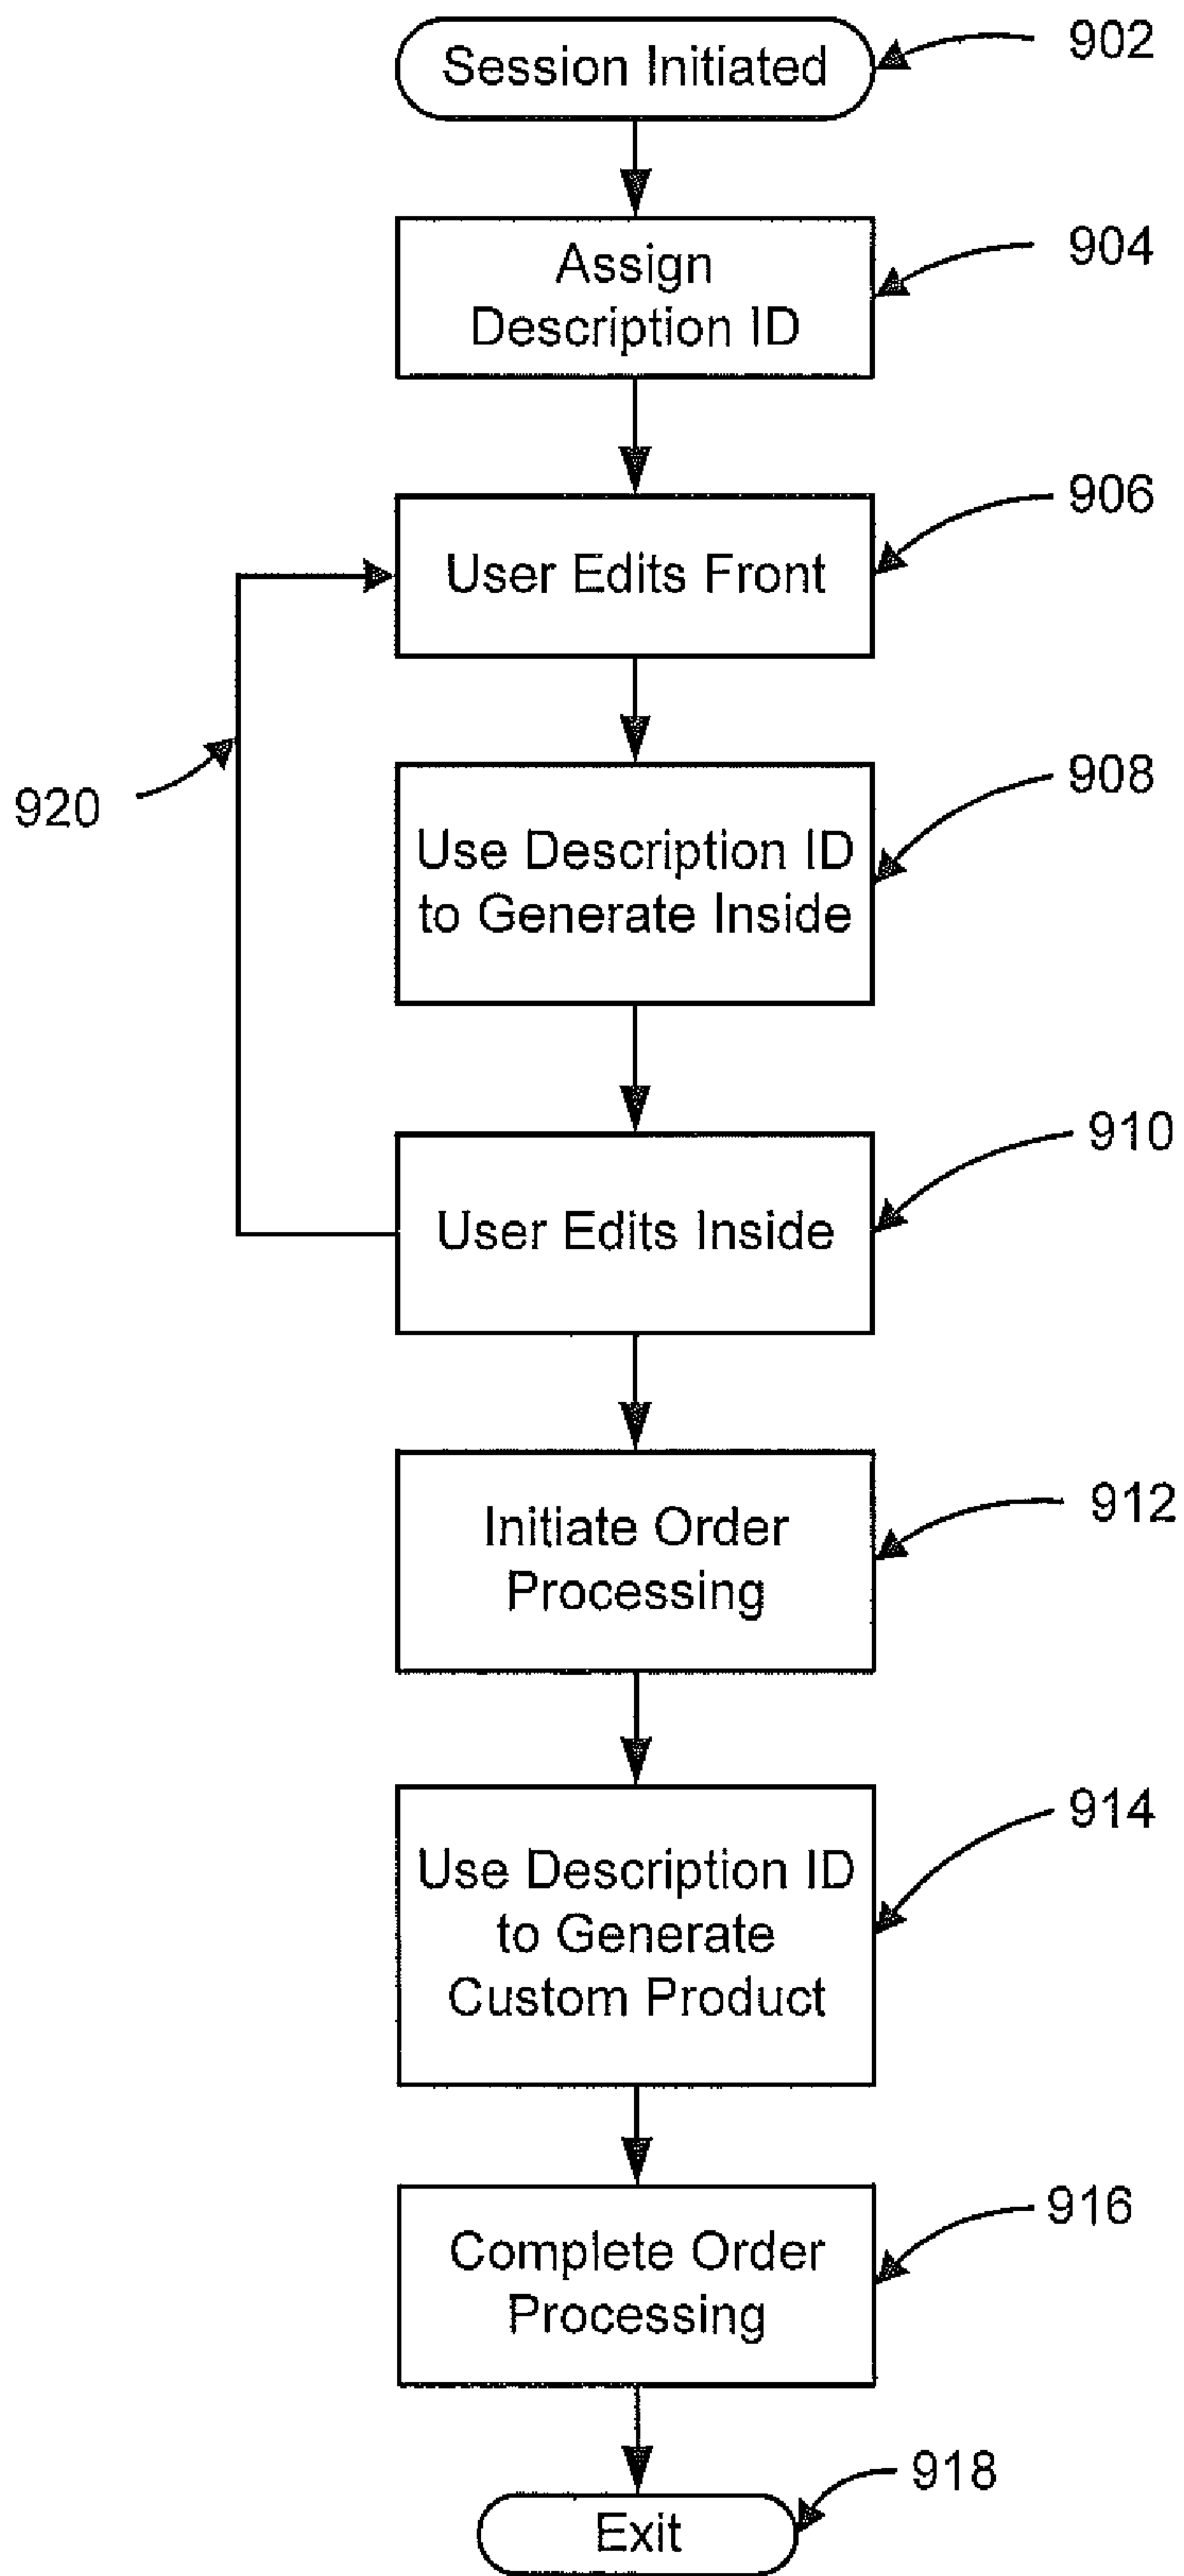 Session Initiated
902
Assign
Description ID
904
User Edits Front
906
920
Use Description ID
to Generate Inside
908
User Edits Inside
910
Initiate Order
Processing
912
Use Description ID
to Generate
Custom Product
914
Complete Order
Processing
916
Exit
918